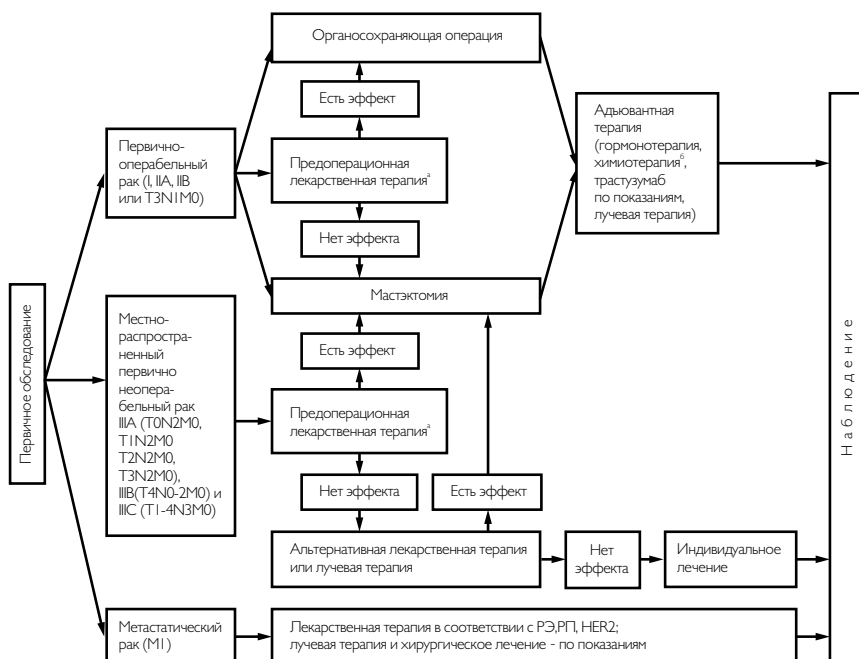 Первичное обследование
Первично-
операбельный
рак (I, IIA, IIB
или T3N1M0)
Органосохраняющая операция
Есть эффект
Предоперационная
лекарственная терапияᵃ
Нет эффекта
Мастэктомия
Адъювантная
терапия
(гормонотерапия,
химиотерапияᵇ,
трастузумаб
по показаниям,
лучевая терапия)
Местно-
распростра-
ненный
первично
неопера-
бельный рак
IIIA (T0N2M0,
T1N2M0
T2N2M0,
T3N2M0),
IIIB(T4N0-2M0) и
IIIC (T1-4N3M0)
Есть эффект
Предоперационная
лекарственная терапияᵃ
Нет эффекта
Есть эффект
Альтернативная лекарственная терапия
или лучевая терапия
Нет
эффекта
Индивидуальное
лечение
Метастатический
рак (M1)
Лекарственная терапия в соответствии с РЭ,РП, HER2;
лучевая терапия и хирургическое лечение - по показаниям
Наблюдение